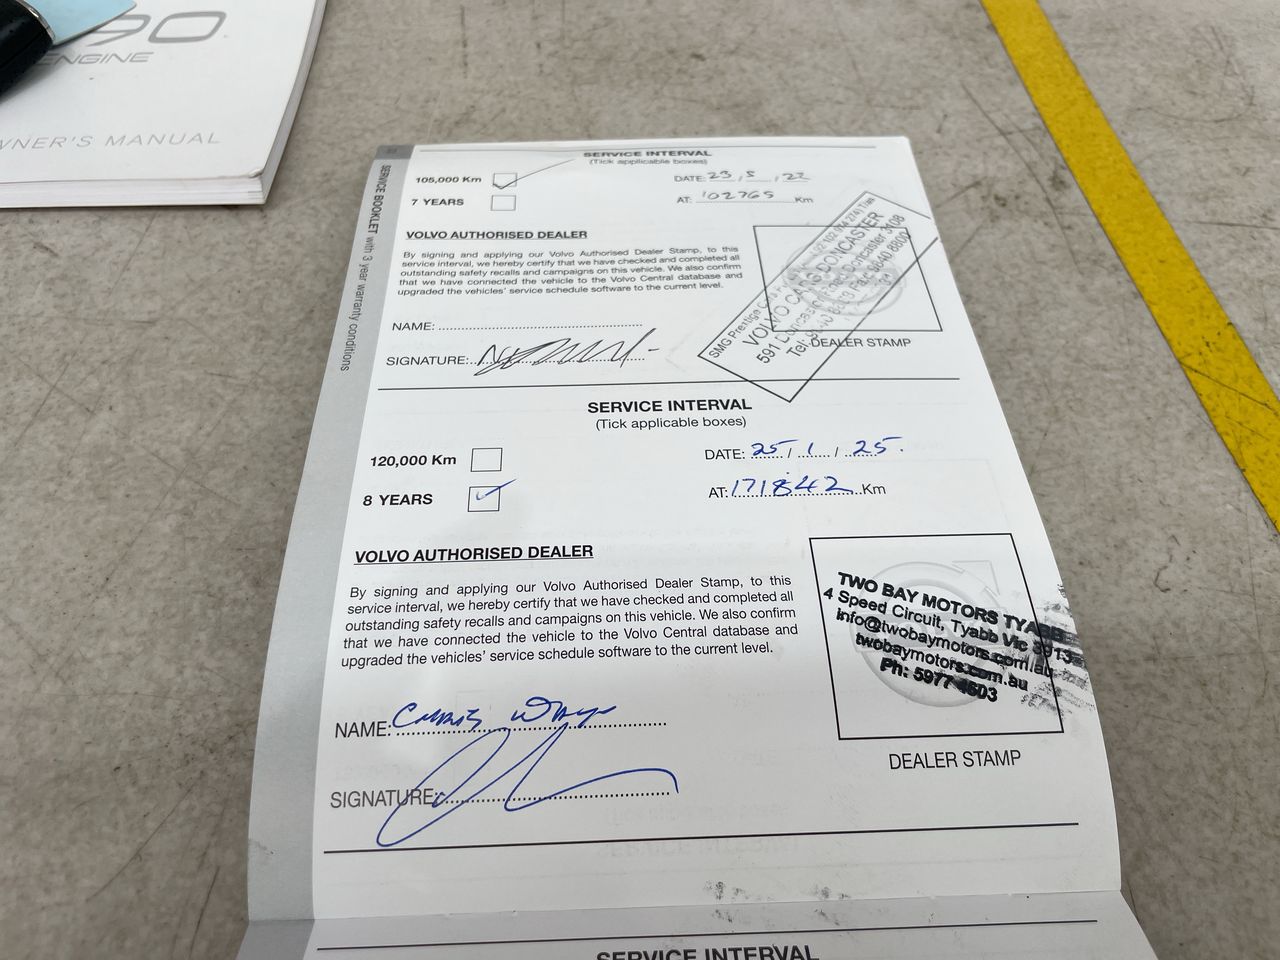 90
ENGINE
WNER'S MANUAL
SERVICE BOOKLET with 3 year warranty conditions
SERVICE INTERVAL
(Tick applicable boxes)
105,000 Km
7 YEARS
DATE: 23 / 5 / 22
AT: 102765 Km
VOLVO AUTHORISED DEALER
By signing and applying our Volvo Authorised Dealer Stamp, to this
service interval, we hereby certify that we have checked and completed all
outstanding safety recalls and campaigns on this vehicle. We also confirm
that we have connected the vehicle to the Volvo Central database and
upgraded the vehicles' service schedule software to the current level.
SMG Prestige
VOLVO CARS DONCASTER
591 Doncaster Doncaster 3108
Tel: 9840 8800
DEALER STAMP
NAME:
SIGNATURE:
SERVICE INTERVAL
(Tick applicable boxes)
120,000 Km
8 YEARS
DATE: 25 / 1 / 25.
AT: 171842 Km
VOLVO AUTHORISED DEALER
By signing and applying our Volvo Authorised Dealer Stamp, to this
service interval, we hereby certify that we have checked and completed all
outstanding safety recalls and campaigns on this vehicle. We also confirm
that we have connected the vehicle to the Volvo Central database and
upgraded the vehicles' service schedule software to the current level.
TWO BAY MOTORS TYABB
4 Speed Circuit, Tyabb Vic 3913
info@twobaymotors.com.au
twobaymotors.com.au
Ph: 5977 4503
DEALER STAMP
NAME:
SIGNATURE:
SERVICE INTERVAL